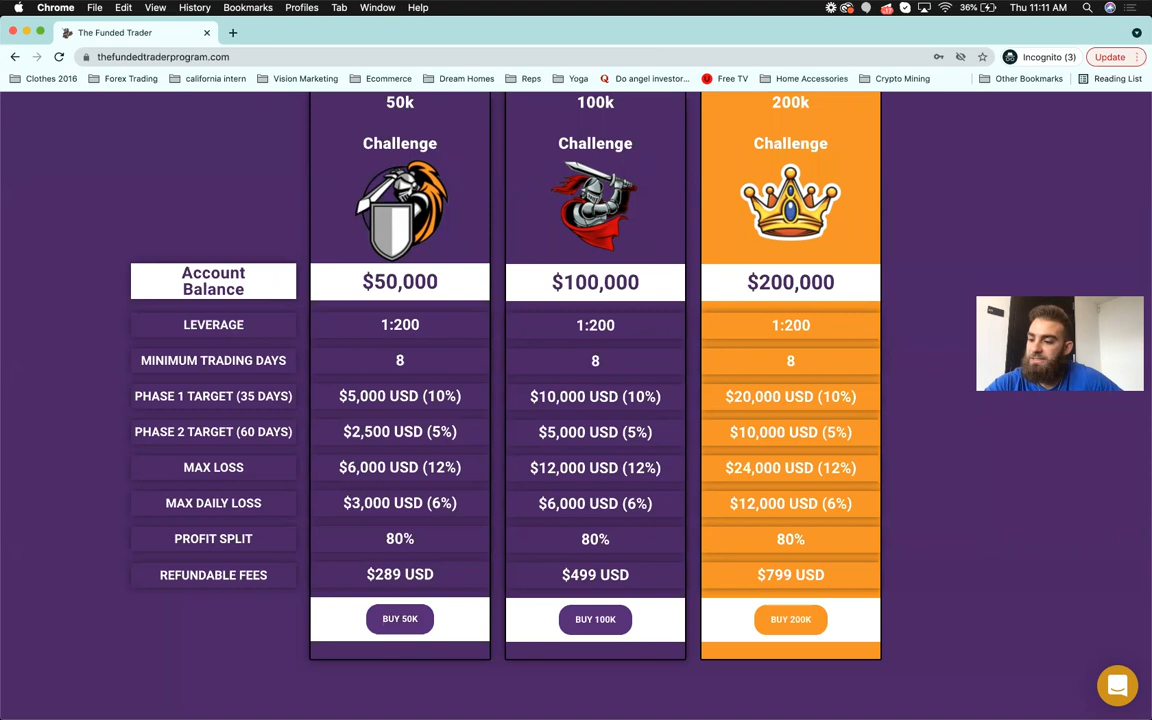 Chrome File Edit View History Bookmarks Profiles Tab Window Help 36% Thu 11:11 AM
The Funded Trader
thefundedtraderprogram.com Incognito (3) Update
Clothes 2016 Forex Trading california intern Vision Marketing Ecommerce Dream Homes Reps Yoga Do angel investor... Free TV Home Accessories Crypto Mining Other Bookmarks Reading List
50k 100k 200k
Challenge Challenge Challenge
Account
Balance
$50,000 $100,000 $200,000
LEVERAGE 1:200 1:200 1:200
MINIMUM TRADING DAYS 8 8 8
PHASE 1 TARGET (35 DAYS) $5,000 USD (10%) $10,000 USD (10%) $20,000 USD (10%)
PHASE 2 TARGET (60 DAYS) $2,500 USD (5%) $5,000 USD (5%) $10,000 USD (5%)
MAX LOSS $6,000 USD (12%) $12,000 USD (12%) $24,000 USD (12%)
MAX DAILY LOSS $3,000 USD (6%) $6,000 USD (6%) $12,000 USD (6%)
PROFIT SPLIT 80% 80% 80%
REFUNDABLE FEES $289 USD $499 USD $799 USD
BUY 50K BUY 100K BUY 200K